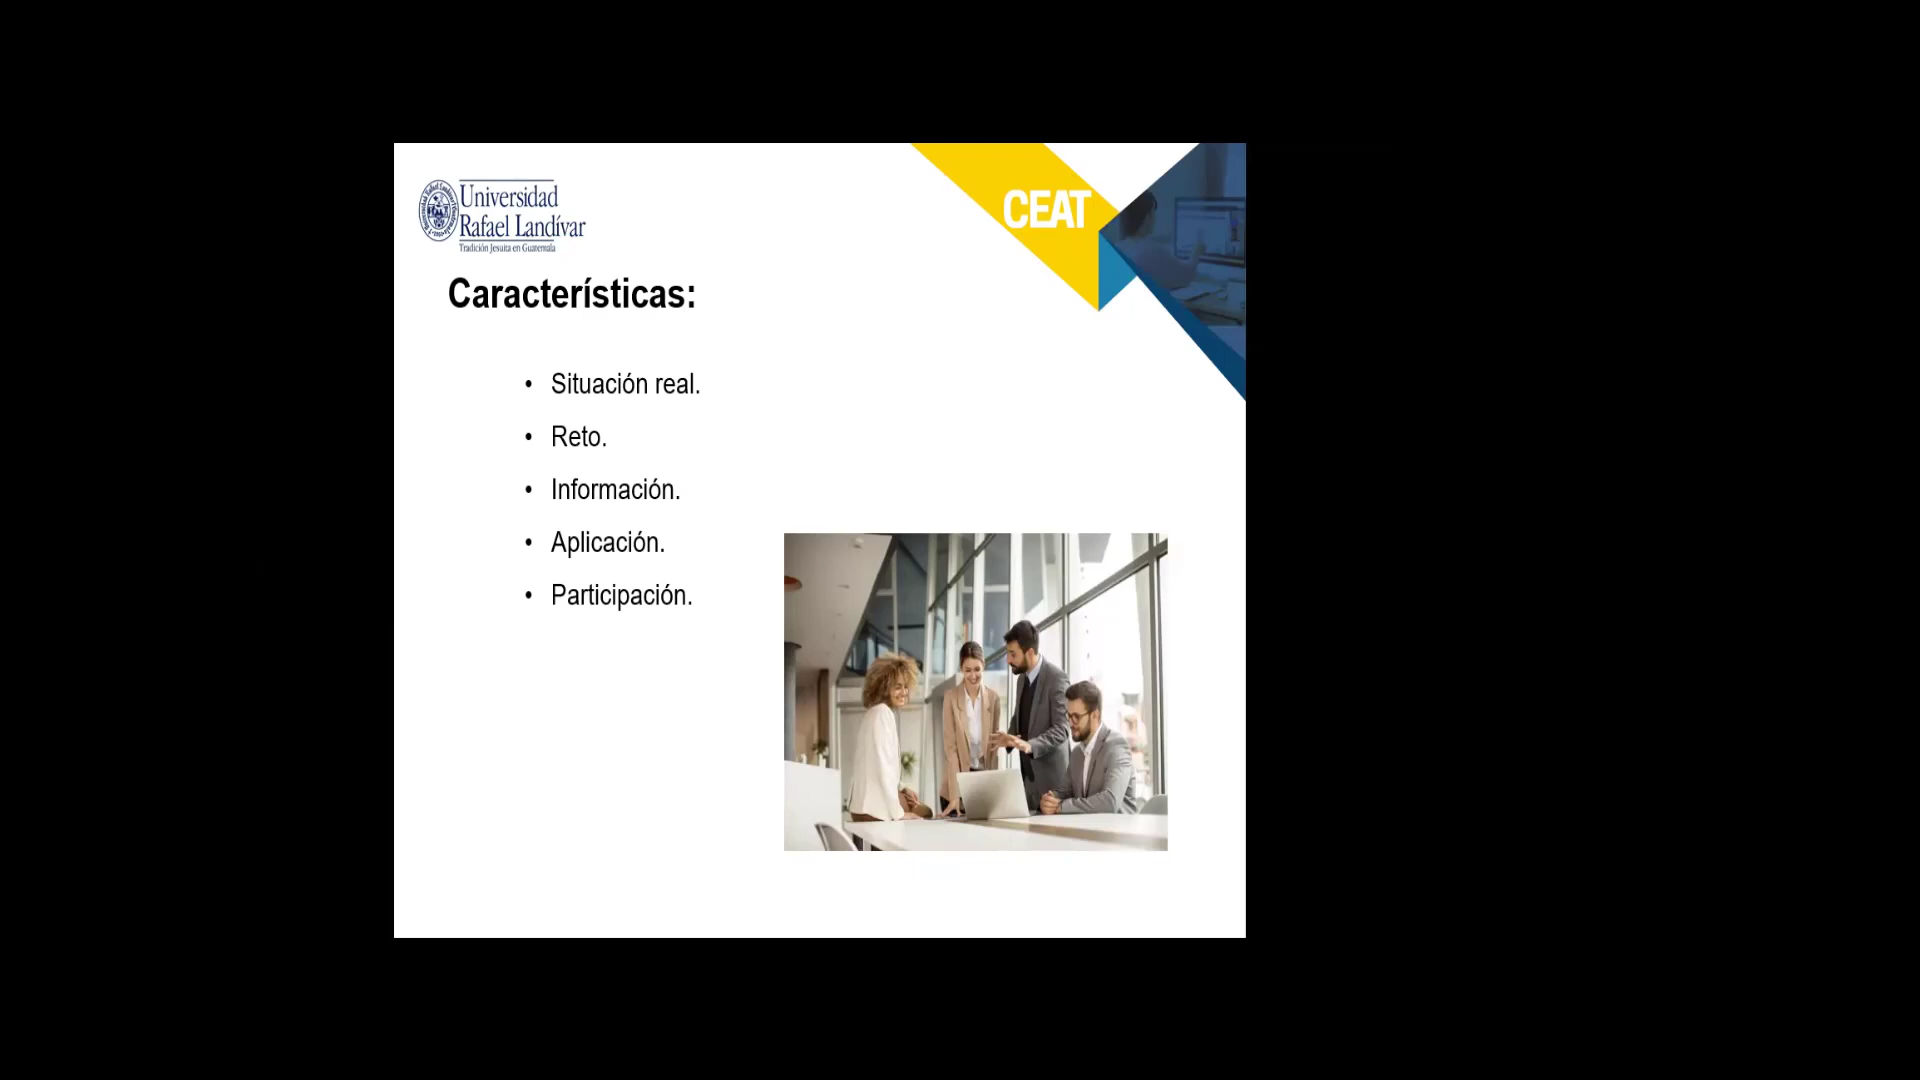 Universidad
Rafael Landívar
Tradición Jesuita en Guatemala
CEAT
Características:
• Situación real.
• Reto.
• Información.
• Aplicación.
• Participación.